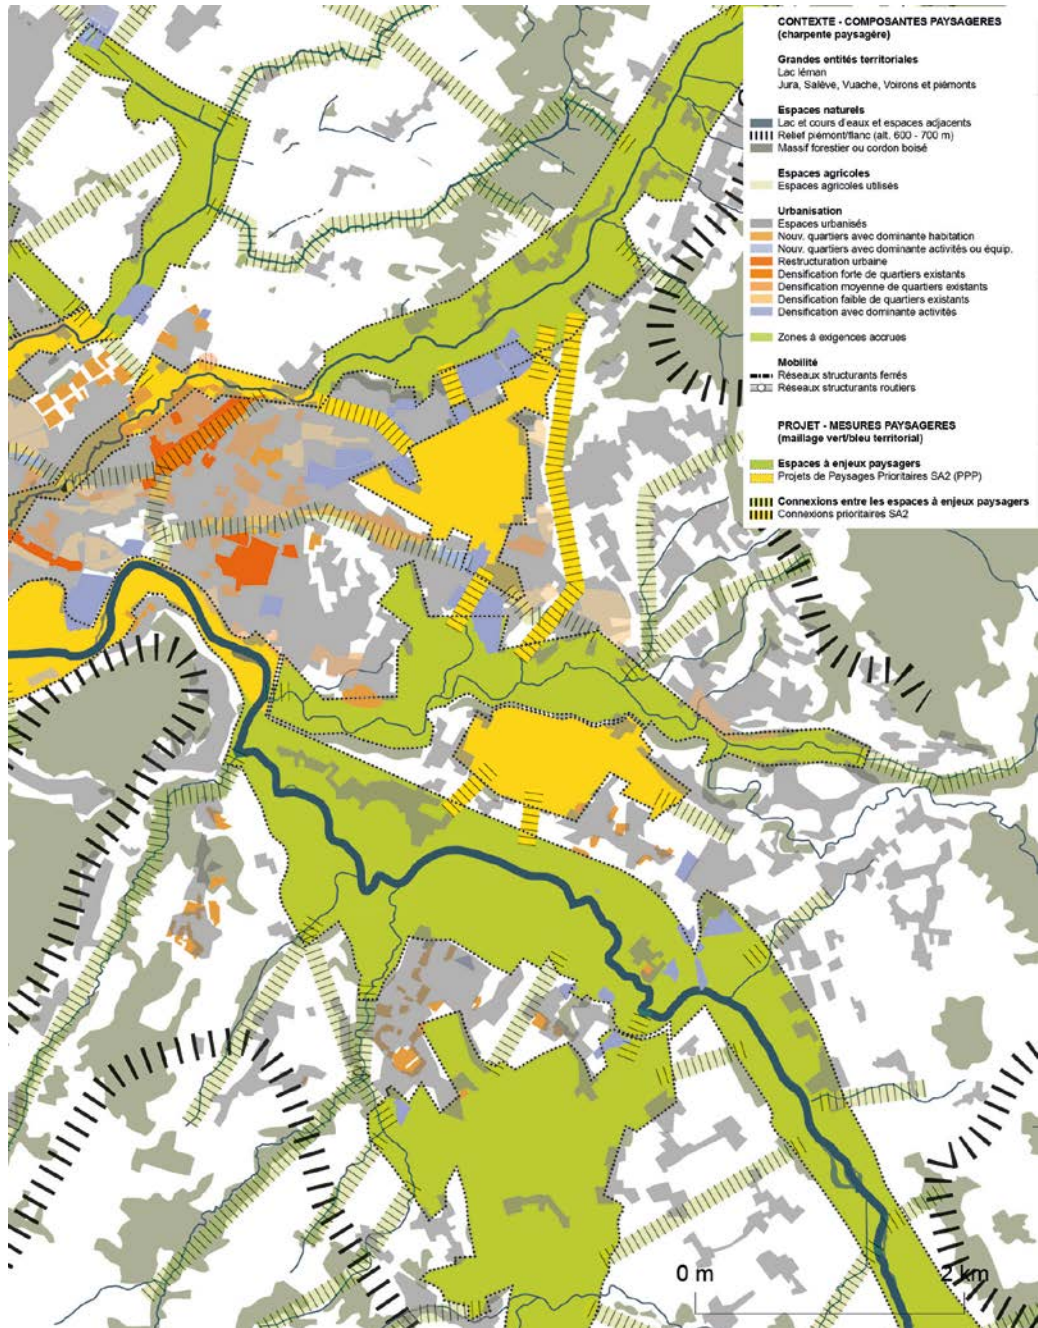 CONTEXTE - COMPOSANTES PAYSAGERES
(charpente paysagère)
Grandes entités territoriales
Lac léman
Jura, Salève, Vuache, Voirons et piémonts
Espaces naturels
Lac et cours d'eaux et espaces adjacents
Relief piémont/flanc (alt. 600 - 700 m)
Massif forestier ou cordon boisé
Espaces agricoles
Espaces agricoles utilisés
Urbanisation
Espaces urbanisés
Nouv. quartiers avec dominante habitation
Nouv. quartiers avec dominante activités ou équip.
Restructuration urbaine
Densification forte de quartiers existants
Densification moyenne de quartiers existants
Densification faible de quartiers existants
Densification avec dominante activités
Zones à exigences accrues
Mobilité
Réseaux structurants ferrés
Réseaux structurants routiers
PROJET - MESURES PAYSAGERES
(maillage vert/bleu territorial)
Espaces à enjeux paysagers
Projets de Paysages Prioritaires SA2 (PPP)
Connexions entre les espaces à enjeux paysagers
Connexions prioritaires SA2
0 m
2 km